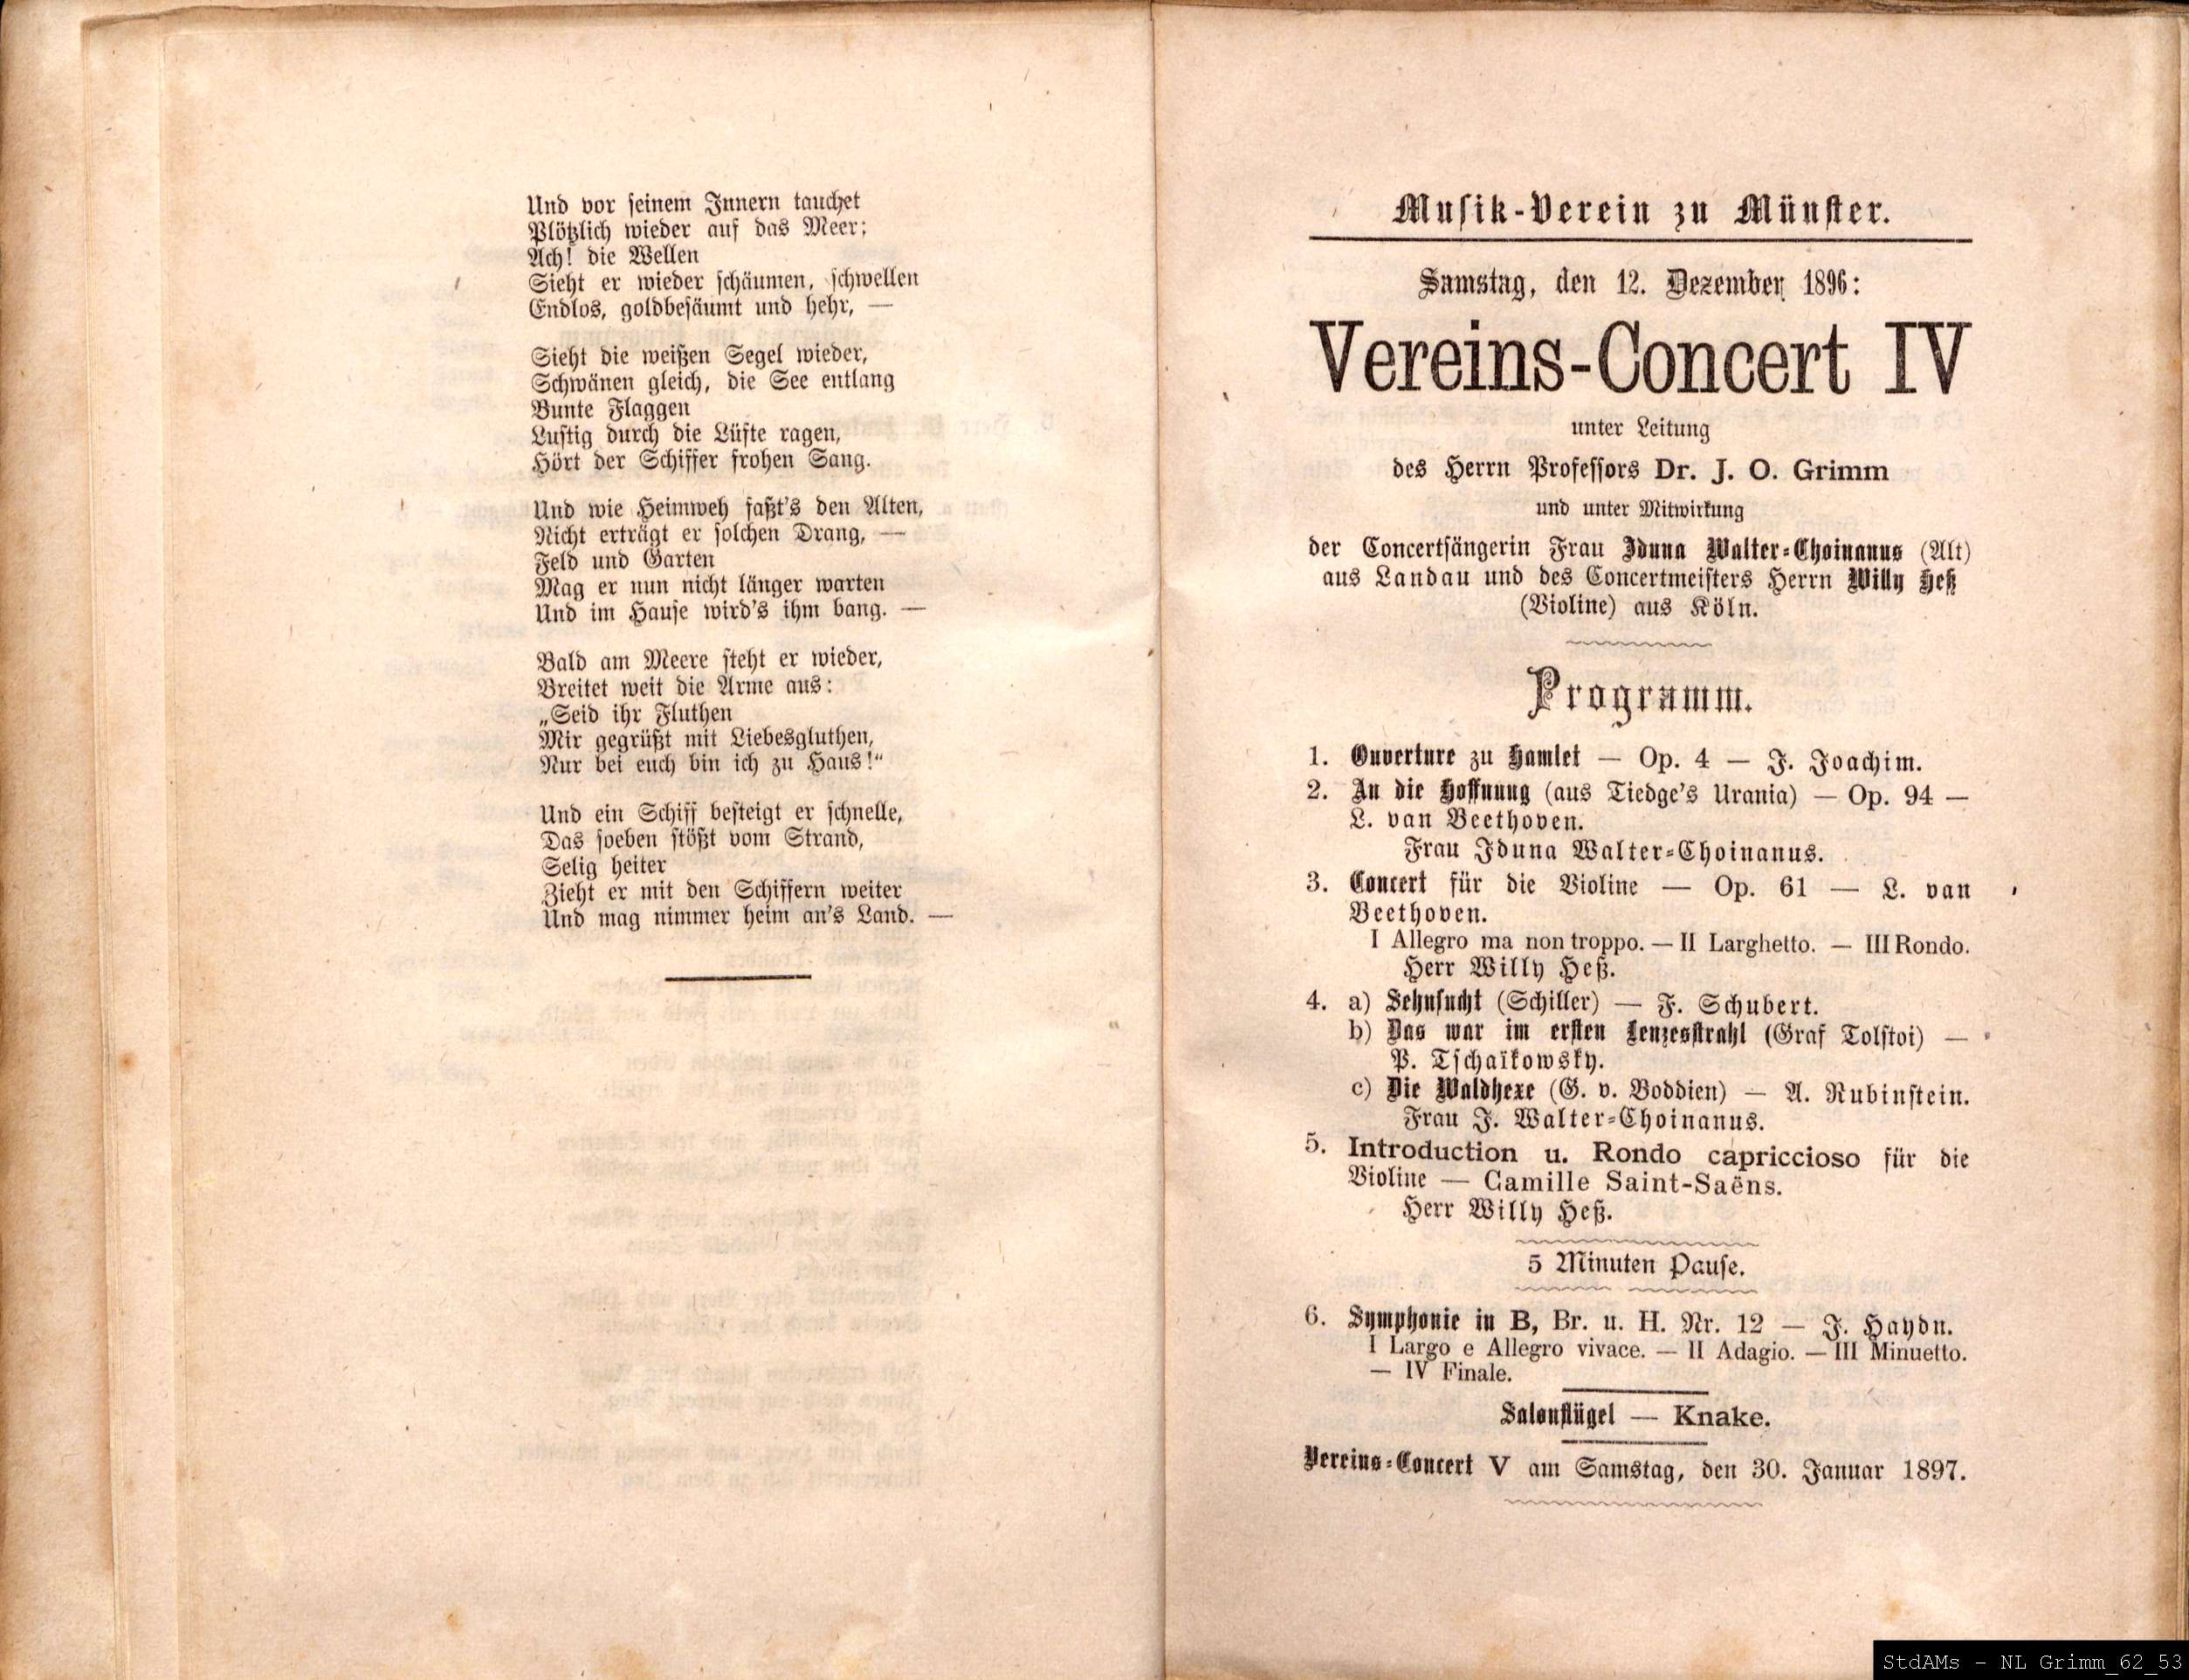 Und vor seinem Innern tauchet
Plötzlich wieder auf das Meer;
Ach! die Wellen
Sieht er wieder schäumen, schwellen
Endlos, goldbesäumt und hehr, —
Sieht die weißen Segel wieder,
Schwänen gleich, die See entlang
Bunte Flaggen
Lustig durch die Lüfte ragen,
Hört der Schiffer frohen Sang.
Und wie Heimweh faßt's den Alten,
Nicht erträgt er solchen Drang, —
Feld und Garten
Mag er nun nicht länger warten
Und im Hause wird's ihm bang. —
Bald am Meere steht er wieder,
Breitet weit die Arme aus:
„Seid ihr Fluthen
Mir gegrüßt mit Liebesgluthen,
Nur bei euch bin ich zu Haus!“
Und ein Schiff besteigt er schnelle,
Das soeben stößt vom Strand,
Selig heiter
Zieht er mit den Schiffern weiter
Und mag nimmer heim an's Land. —
Musik-Verein zu Münster.
Samstag, den 12. Dezember 1896:
Vereins-Concert IV
unter Leitung
des Herrn Professors Dr. J. O. Grimm
und unter Mitwirkung
der Concertsängerin Frau Iduna Walter-Choinanus (Alt)
aus Landau und des Concertmeisters Herrn Willy Heß
(Violine) aus Köln.
Programm.
1. Ouverture zu Hamlet — Op. 4 — J. Joachim.
2. An die Hoffnung (aus Tiedge's Urania) — Op. 94 —
L. van Beethoven.
Frau Iduna Walter-Choinanus.
3. Concert für die Violine — Op. 61 — L. van
Beethoven.
I Allegro ma non troppo. — II Larghetto. — III Rondo.
Herr Willy Heß.
4. a) Sehnsucht (Schiller) — F. Schubert.
b) Das war im ersten Lenzesstrahl (Graf Tolstoi) —
P. Tschaïkowsky.
c) Die Waldhexe (G. v. Boddien) — A. Rubinstein.
Frau J. Walter-Choinanus.
5. Introduction u. Rondo capriccioso für die
Violine — Camille Saint-Saëns.
Herr Willy Heß.
5 Minuten Pause.
6. Symphonie in B, Br. u. H. Nr. 12 — J. Haydn.
I Largo e Allegro vivace. — II Adagio. — III Minuetto.
— IV Finale.
Salonflügel — Knake.
Vereins-Concert V am Samstag, den 30. Januar 1897.
StdAMs - NL Grimm_62_53